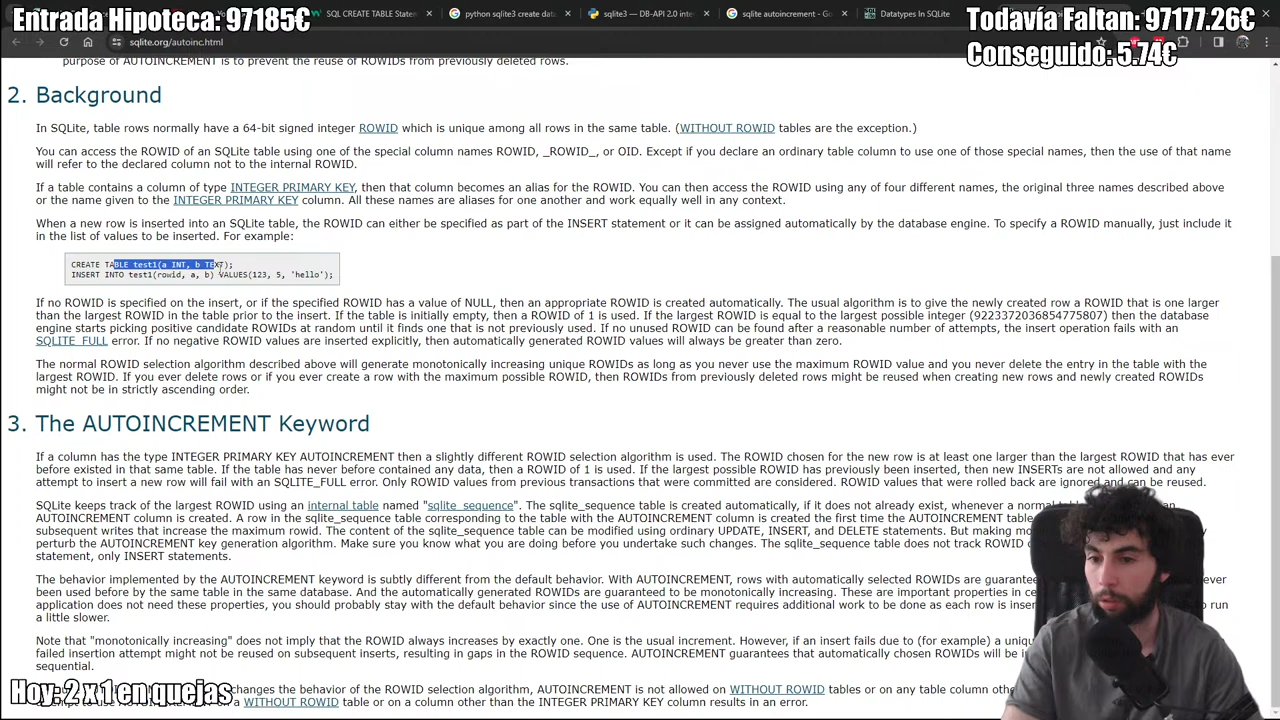 Entrada Hipoteca: 97185€
SQL CREATE TABLE State
python sqlite3 create data
sqlite3 — DB-API 2.0 inter
sqlite autoincrement - Go
Datatypes In SQLite
Todavía Faltan: 97177.26€
sqlite.org/autoinc.html
Conseguido: 5.74€
purpose of AUTOINCREMENT is to prevent the reuse of ROWIDs from previously deleted rows.
2. Background
In SQLite, table rows normally have a 64-bit signed integer ROWID which is unique among all rows in the same table. (WITHOUT ROWID tables are the exception.)
You can access the ROWID of an SQLite table using one of the special column names ROWID, _ROWID_, or OID. Except if you declare an ordinary table column to use one of those special names, then the use of that name
will refer to the declared column not to the internal ROWID.
If a table contains a column of type INTEGER PRIMARY KEY, then that column becomes an alias for the ROWID. You can then access the ROWID using any of four different names, the original three names described above
or the name given to the INTEGER PRIMARY KEY column. All these names are aliases for one another and work equally well in any context.
When a new row is inserted into an SQLite table, the ROWID can either be specified as part of the INSERT statement or it can be assigned automatically by the database engine. To specify a ROWID manually, just include it
in the list of values to be inserted. For example:
CREATE TABLE test1(a INT, b TEXT);
INSERT INTO test1(rowid, a, b) VALUES(123, 5, 'hello');
If no ROWID is specified on the insert, or if the specified ROWID has a value of NULL, then an appropriate ROWID is created automatically. The usual algorithm is to give the newly created row a ROWID that is one larger
than the largest ROWID in the table prior to the insert. If the table is initially empty, then a ROWID of 1 is used. If the largest ROWID is equal to the largest possible integer (9223372036854775807) then the database
engine starts picking positive candidate ROWIDs at random until it finds one that is not previously used. If no unused ROWID can be found after a reasonable number of attempts, the insert operation fails with an
SQLITE_FULL error. If no negative ROWID values are inserted explicitly, then automatically generated ROWID values will always be greater than zero.
The normal ROWID selection algorithm described above will generate monotonically increasing unique ROWIDs as long as you never use the maximum ROWID value and you never delete the entry in the table with the
largest ROWID. If you ever delete rows or if you ever create a row with the maximum possible ROWID, then ROWIDs from previously deleted rows might be reused when creating new rows and newly created ROWIDs
might not be in strictly ascending order.
3. The AUTOINCREMENT Keyword
If a column has the type INTEGER PRIMARY KEY AUTOINCREMENT then a slightly different ROWID selection algorithm is used. The ROWID chosen for the new row is at least one larger than the largest ROWID that has ever
before existed in that same table. If the table has never before contained any data, then a ROWID of 1 is used. If the largest possible ROWID has previously been inserted, then new INSERTs are not allowed and any
attempt to insert a new row will fail with an SQLITE_FULL error. Only ROWID values from previous transactions that were committed are considered. ROWID values that were rolled back are ignored and can be reused.
SQLite keeps track of the largest ROWID using an internal table named "sqlite_sequence". The sqlite_sequence table is created automatically, if it does not already exist, whenever a normal an
AUTOINCREMENT column is created. A row in the sqlite_sequence table corresponding to the table with the AUTOINCREMENT column is created the first time the AUTOINCREMENT table
subsequent writes that increase the maximum rowid. The content of the sqlite_sequence table can be modified using ordinary UPDATE, INSERT, and DELETE statements. But making mo
perturb the AUTOINCREMENT key generation algorithm. Make sure you know what you are doing before you undertake such changes. The sqlite_sequence table does not track ROWID
statement, only INSERT statements.
The behavior implemented by the AUTOINCREMENT keyword is subtly different from the default behavior. With AUTOINCREMENT, rows with automatically selected ROWIDs are guarantee never
been used before by the same table in the same database. And the automatically generated ROWIDs are guaranteed to be monotonically increasing. These are important properties in ce
application does not need these properties, you should probably stay with the default behavior since the use of AUTOINCREMENT requires additional work to be done as each row is inser to run
a little slower.
Note that "monotonically increasing" does not imply that the ROWID always increases by exactly one. One is the usual increment. However, if an insert fails due to (for example) a uniqu
failed insertion attempt might not be reused on subsequent inserts, resulting in gaps in the ROWID sequence. AUTOINCREMENT guarantees that automatically chosen ROWIDs will be i
sequential.
changes the behavior of the ROWID selection algorithm, AUTOINCREMENT is not allowed on WITHOUT ROWID tables or on any table column othe
WITHOUT ROWID table or on a column other than the INTEGER PRIMARY KEY column results in an error.
Hoy: 2 x 1 en quejas